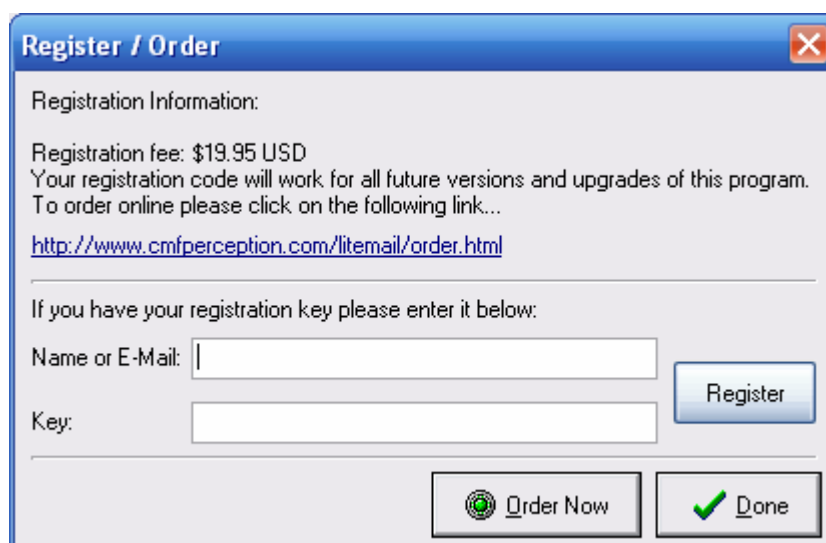 Register / Order
Registration Information:
Registration fee: $19.95 USD
Your registration code will work for all future versions and upgrades of this program.
To order online please click on the following link...
http://www.cmfperception.com/litemail/order.html
If you have your registration key please enter it below:
Name or E-Mail:
Register
Key:
Order Now
Done